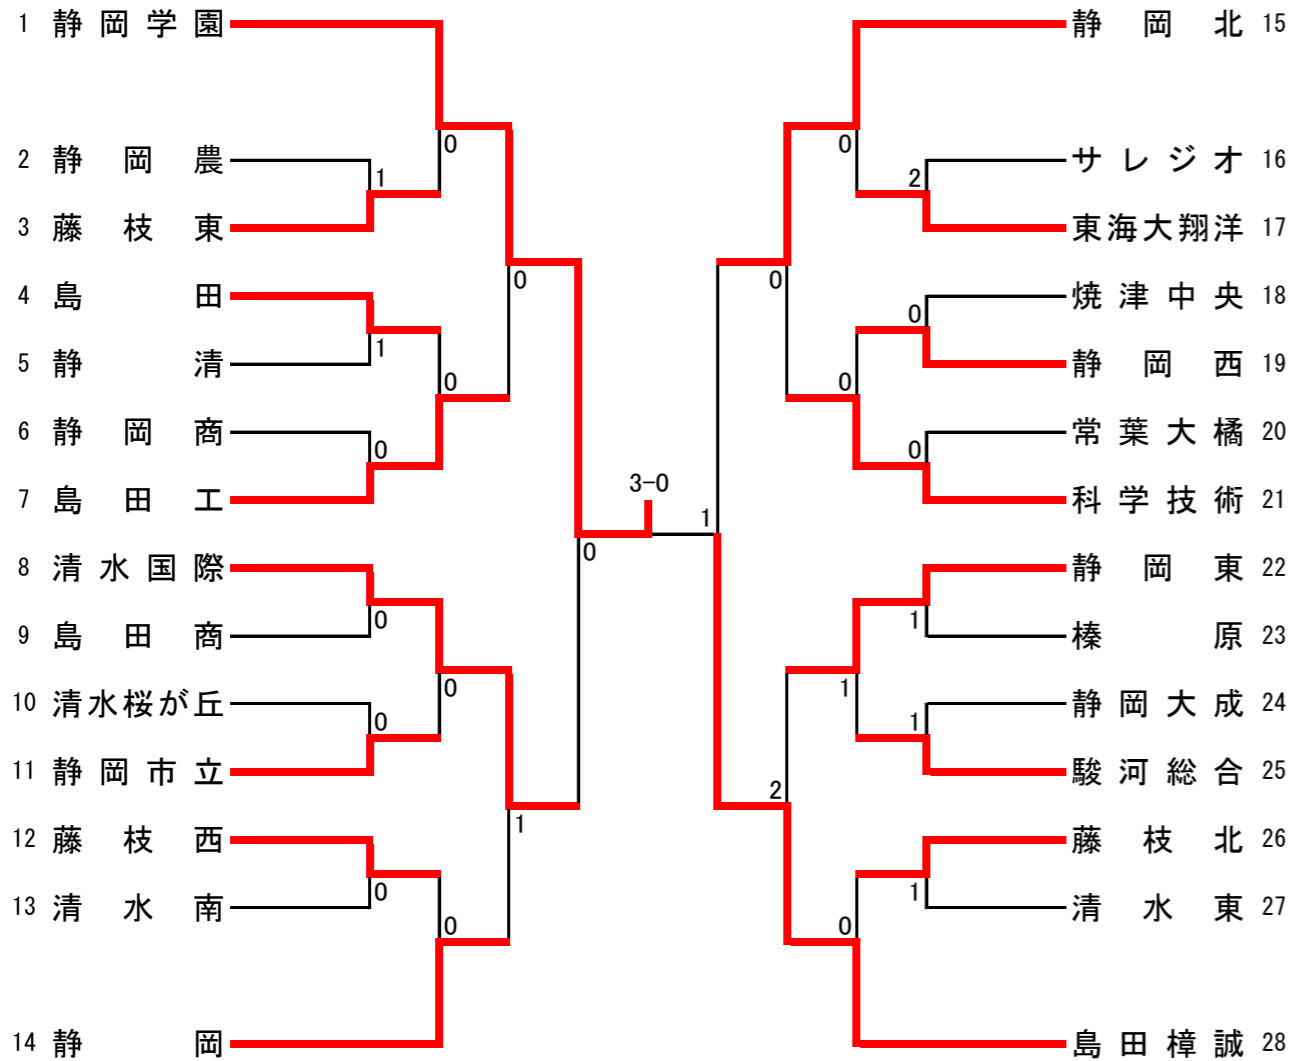 1 静岡学園
2 静岡農
3 藤枝東
4 島田
5 静清
6 静岡商
7 島田工
8 清水国際
9 島田商
10 清水桜が丘
11 静岡市立
12 藤枝西
13 清水南
14 静岡
0
1
0
1
0
0
0
0
0
0
1
0
0
0
3-0
1
0
2
0
0
0
0
1
1
1
2
1
0
静岡北 15
サレジオ 16
東海大翔洋 17
焼津中央 18
静岡西 19
常葉大橘 20
科学技術 21
静岡東 22
榛原 23
静岡大成 24
駿河総合 25
藤枝北 26
清水東 27
島田樟誠 28